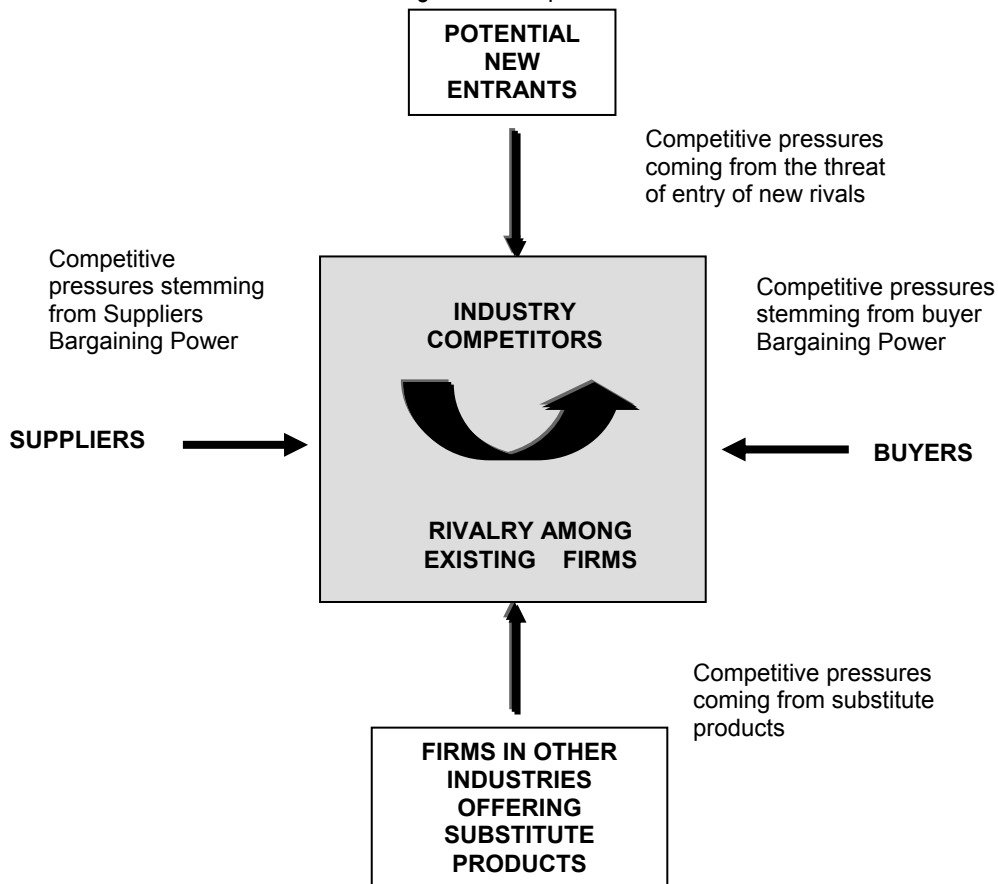 POTENTIAL
NEW
ENTRANTS
Competitive pressures
coming from the threat
of entry of new rivals
Competitive
pressures stemming
from Suppliers
Bargaining Power
INDUSTRY
COMPETITORS
Competitive pressures
stemming from buyer
Bargaining Power
SUPPLIERS
BUYERS
RIVALRY AMONG
EXISTING FIRMS
Competitive pressures
coming from substitute
products
FIRMS IN OTHER
INDUSTRIES
OFFERING
SUBSTITUTE
PRODUCTS